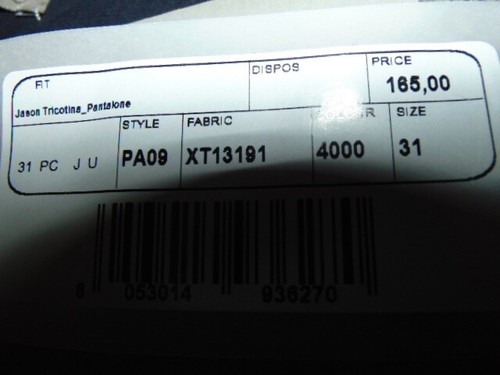 RT
DISPOS
PRICE
165,00
Jason Tricotina_Pantalone
STYLE
FABRIC
SIZE
31 PC J U
PA09
XT13191
4000
31
8 053014 936270